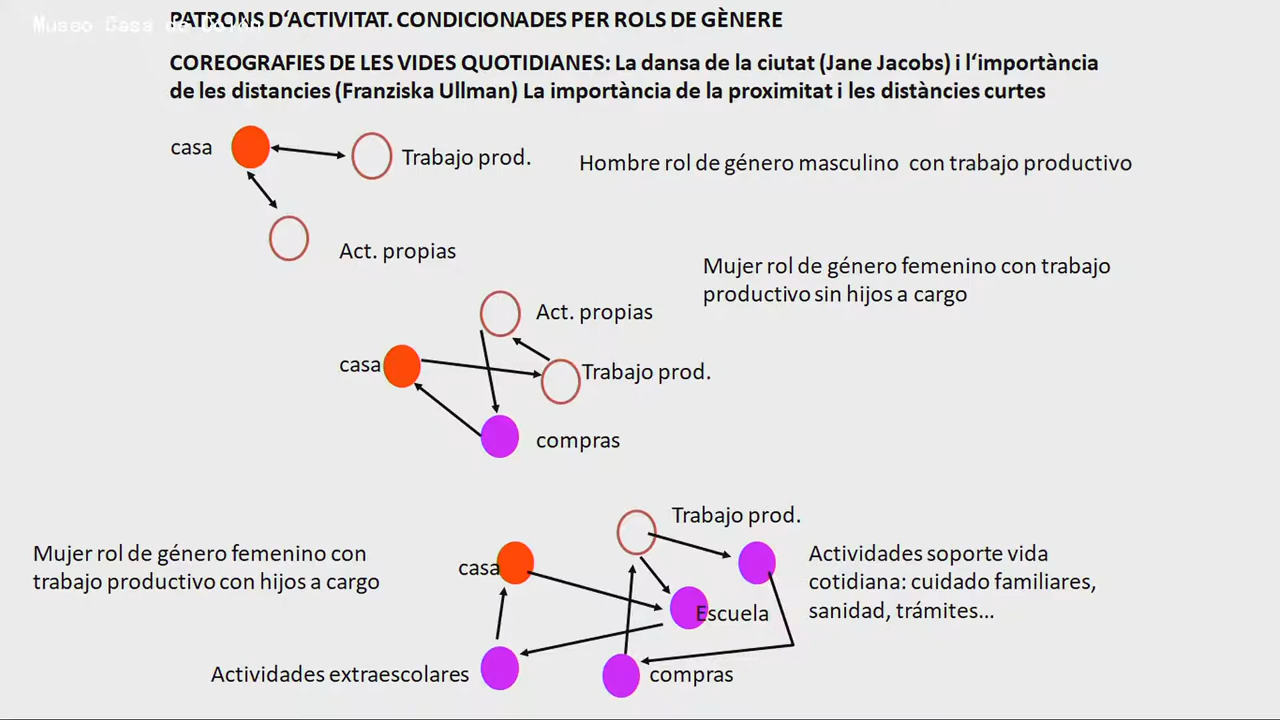 Museo Casa de Colón
PATRONS D‘ACTIVITAT. CONDICIONADES PER ROLS DE GÈNERE
COREOGRAFIES DE LES VIDES QUOTIDIANES: La dansa de la ciutat (Jane Jacobs) i l‘importància
de les distancies (Franziska Ullman) La importància de la proximitat i les distàncies curtes
casa
Trabajo prod.
Hombre rol de género masculino con trabajo productivo
Act. propias
Mujer rol de género femenino con trabajo
productivo sin hijos a cargo
Act. propias
casa
Trabajo prod.
compras
Trabajo prod.
Mujer rol de género femenino con
trabajo productivo con hijos a cargo
casa
Actividades soporte vida
cotidiana: cuidado familiares,
sanidad, trámites...
Escuela
Actividades extraescolares
compras